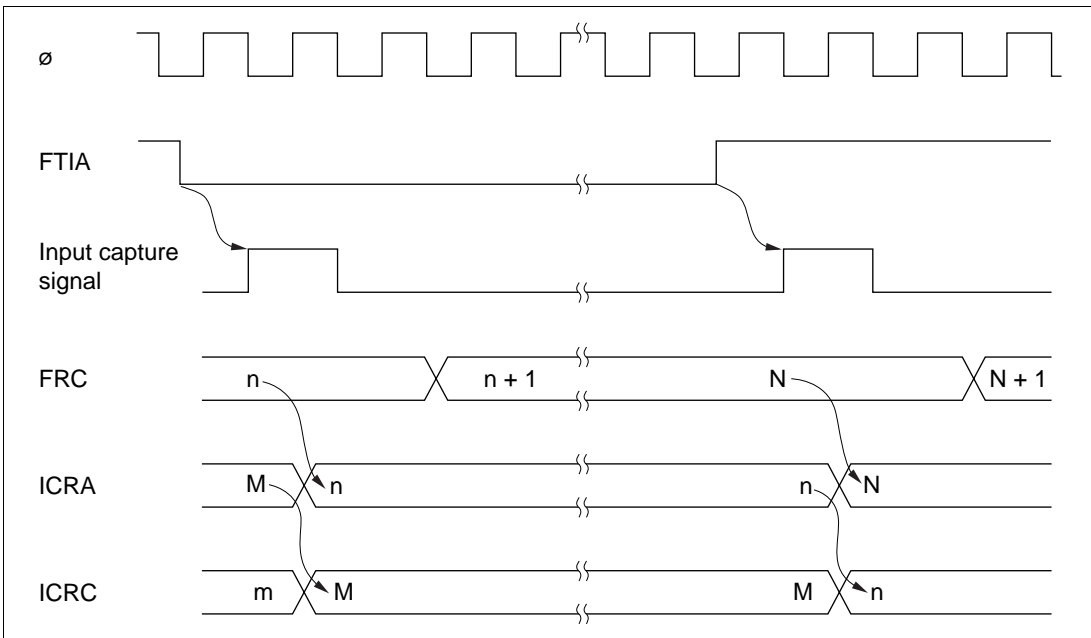 ø
FTIA
Input capture
signal
FRC n n + 1 N N + 1
ICRA M n n N
ICRC m M M n